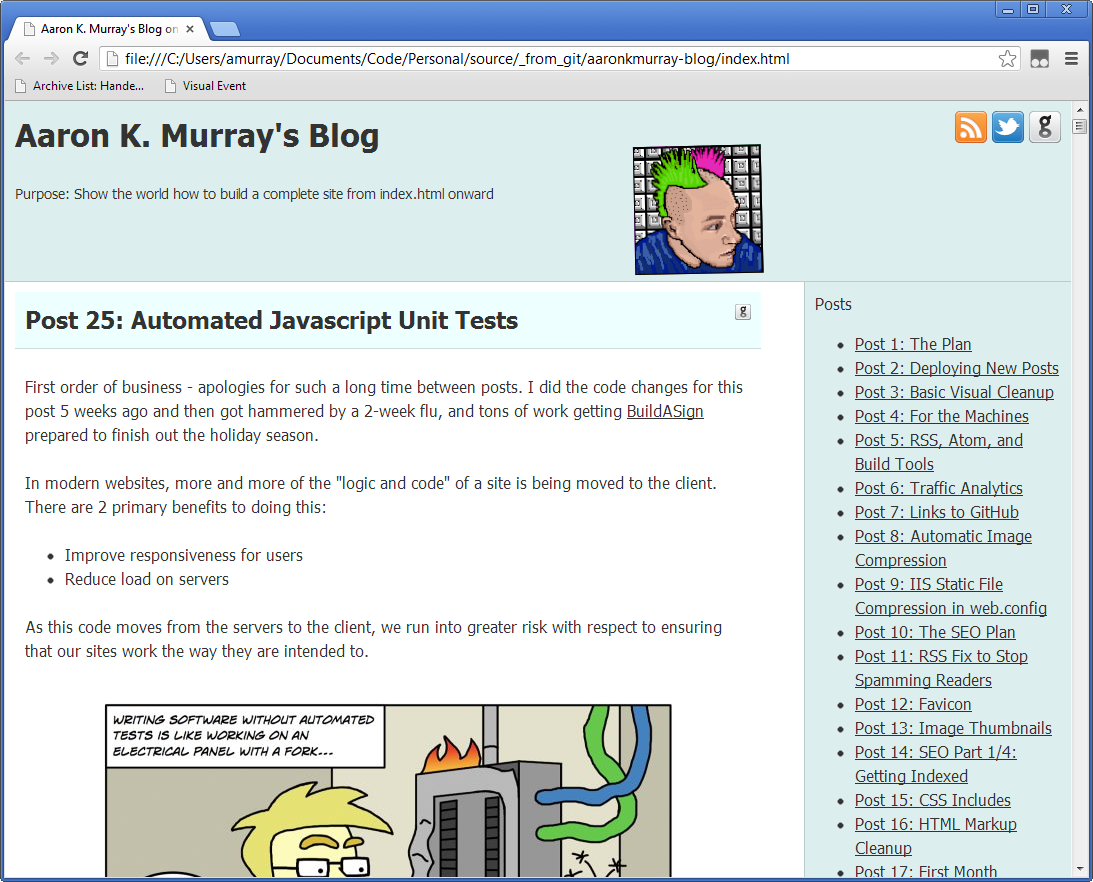 Aaron K. Murray's Blog on
file:///C:/Users/amurray/Documents/Code/Personal/source/_from_git/aaronkmurray-blog/index.html
Archive List: Hande... Visual Event
Aaron K. Murray's Blog
g
Purpose: Show the world how to build a complete site from index.html onward
Post 25: Automated Javascript Unit Tests
g
First order of business - apologies for such a long time between posts. I did the code changes for this
post 5 weeks ago and then got hammered by a 2-week flu, and tons of work getting BuildASign
prepared to finish out the holiday season.
In modern websites, more and more of the "logic and code" of a site is being moved to the client.
There are 2 primary benefits to doing this:
• Improve responsiveness for users
• Reduce load on servers
As this code moves from the servers to the client, we run into greater risk with respect to ensuring
that our sites work the way they are intended to.
WRITING SOFTWARE WITHOUT AUTOMATED
TESTS IS LIKE WORKING ON AN
ELECTRICAL PANEL WITH A FORK...
Posts
• Post 1: The Plan
• Post 2: Deploying New Posts
• Post 3: Basic Visual Cleanup
• Post 4: For the Machines
• Post 5: RSS, Atom, and
Build Tools
• Post 6: Traffic Analytics
• Post 7: Links to GitHub
• Post 8: Automatic Image
Compression
• Post 9: IIS Static File
Compression in web.config
• Post 10: The SEO Plan
• Post 11: RSS Fix to Stop
Spamming Readers
• Post 12: Favicon
• Post 13: Image Thumbnails
• Post 14: SEO Part 1/4:
Getting Indexed
• Post 15: CSS Includes
• Post 16: HTML Markup
Cleanup
• Post 17: First Month